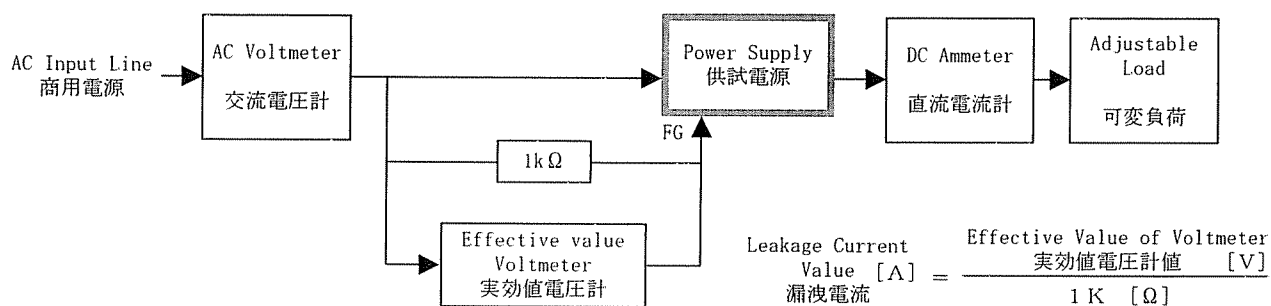 AC Input Line
商用電源
AC Voltmeter
交流電圧計
Power Supply
供試電源
DC Ammeter
直流電流計
Adjustable
Load
可変負荷
FG
1kΩ
Effective value
Voltmeter
実効値電圧計
Leakage Current
Value [A] =
漏洩電流
Effective Value of Voltmeter
実効値電圧計値 [V]
1K [Ω]